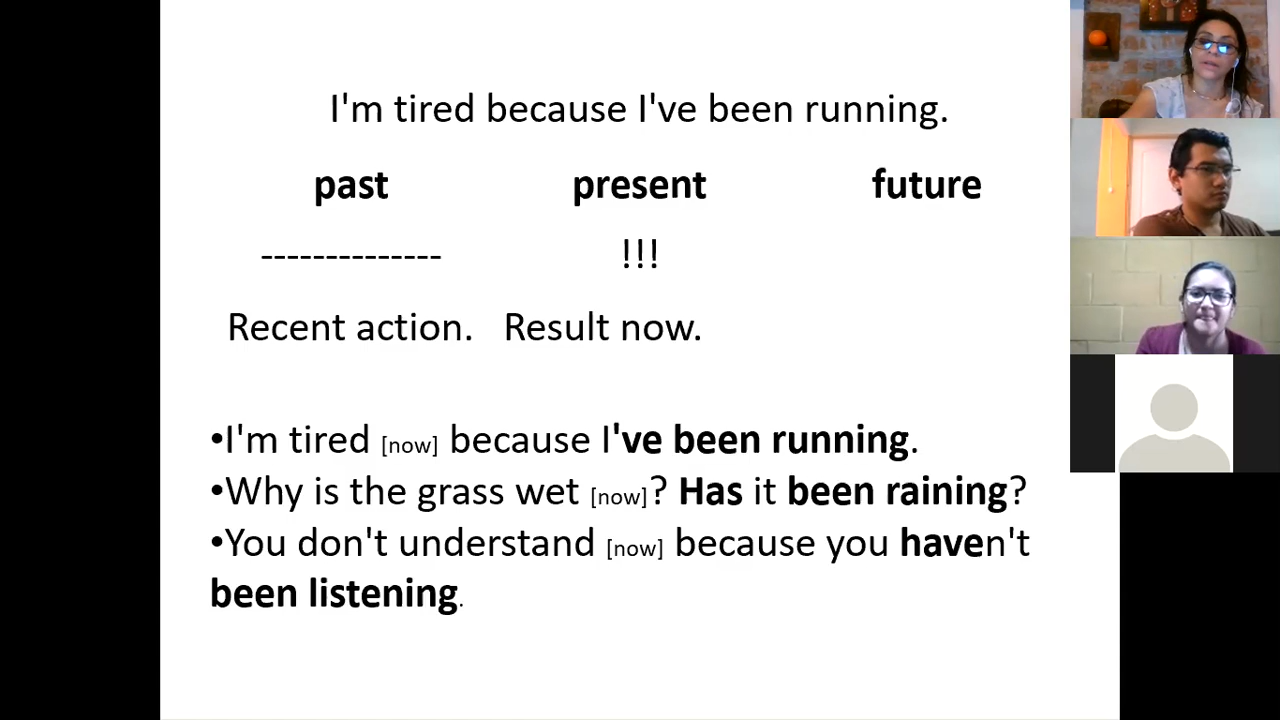 I'm tired because I've been running.
past present future
-------------- !!!
Recent action. Result now.
•I'm tired [now] because I've been running.
•Why is the grass wet [now]? Has it been raining?
•You don't understand [now] because you haven't
been listening.